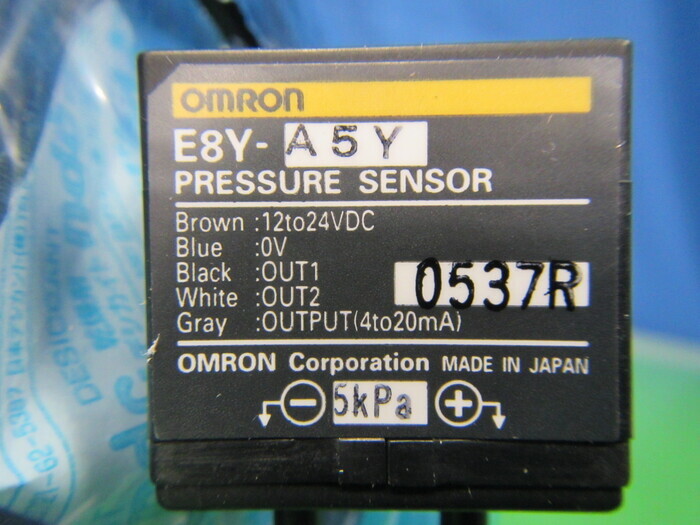 OMRON
E8Y-A5Y
PRESSURE SENSOR
Brown :12to24VDC
Blue :0V
Black :OUT1
White :OUT2
Gray :OUTPUT(4to20mA)
0537R
OMRON Corporation MADE IN JAPAN
⊖ 5kPa ⊕